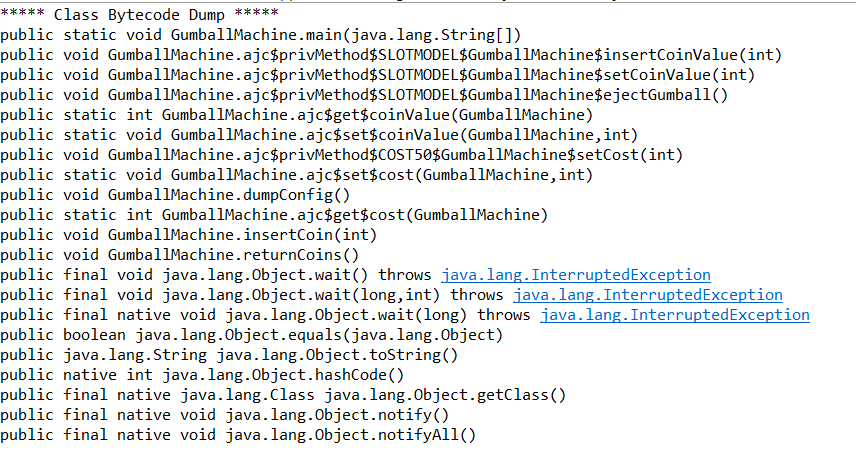 ***** Class Bytecode Dump *****
public static void GumballMachine.main(java.lang.String[])
public void GumballMachine.ajc$privMethod$SLOTMODEL$GumballMachine$insertCoinValue(int)
public void GumballMachine.ajc$privMethod$SLOTMODEL$GumballMachine$setCoinValue(int)
public void GumballMachine.ajc$privMethod$SLOTMODEL$GumballMachine$ejectGumball()
public static int GumballMachine.ajc$get$coinValue(GumballMachine)
public static void GumballMachine.ajc$set$coinValue(GumballMachine,int)
public void GumballMachine.ajc$privMethod$COST50$GumballMachine$setCost(int)
public static void GumballMachine.ajc$set$cost(GumballMachine,int)
public void GumballMachine.dumpConfig()
public static int GumballMachine.ajc$get$cost(GumballMachine)
public void GumballMachine.insertCoin(int)
public void GumballMachine.returnCoins()
public final void java.lang.Object.wait() throws java.lang.InterruptedException
public final void java.lang.Object.wait(long,int) throws java.lang.InterruptedException
public final native void java.lang.Object.wait(long) throws java.lang.InterruptedException
public boolean java.lang.Object.equals(java.lang.Object)
public java.lang.String java.lang.Object.toString()
public native int java.lang.Object.hashCode()
public final native java.lang.Class java.lang.Object.getClass()
public final native void java.lang.Object.notify()
public final native void java.lang.Object.notifyAll()